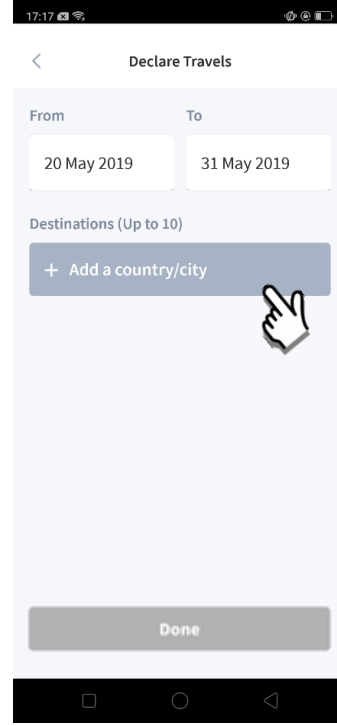 17:17
Declare Travels
From To
20 May 2019 31 May 2019
Destinations (Up to 10)
+ Add a country/city
Done